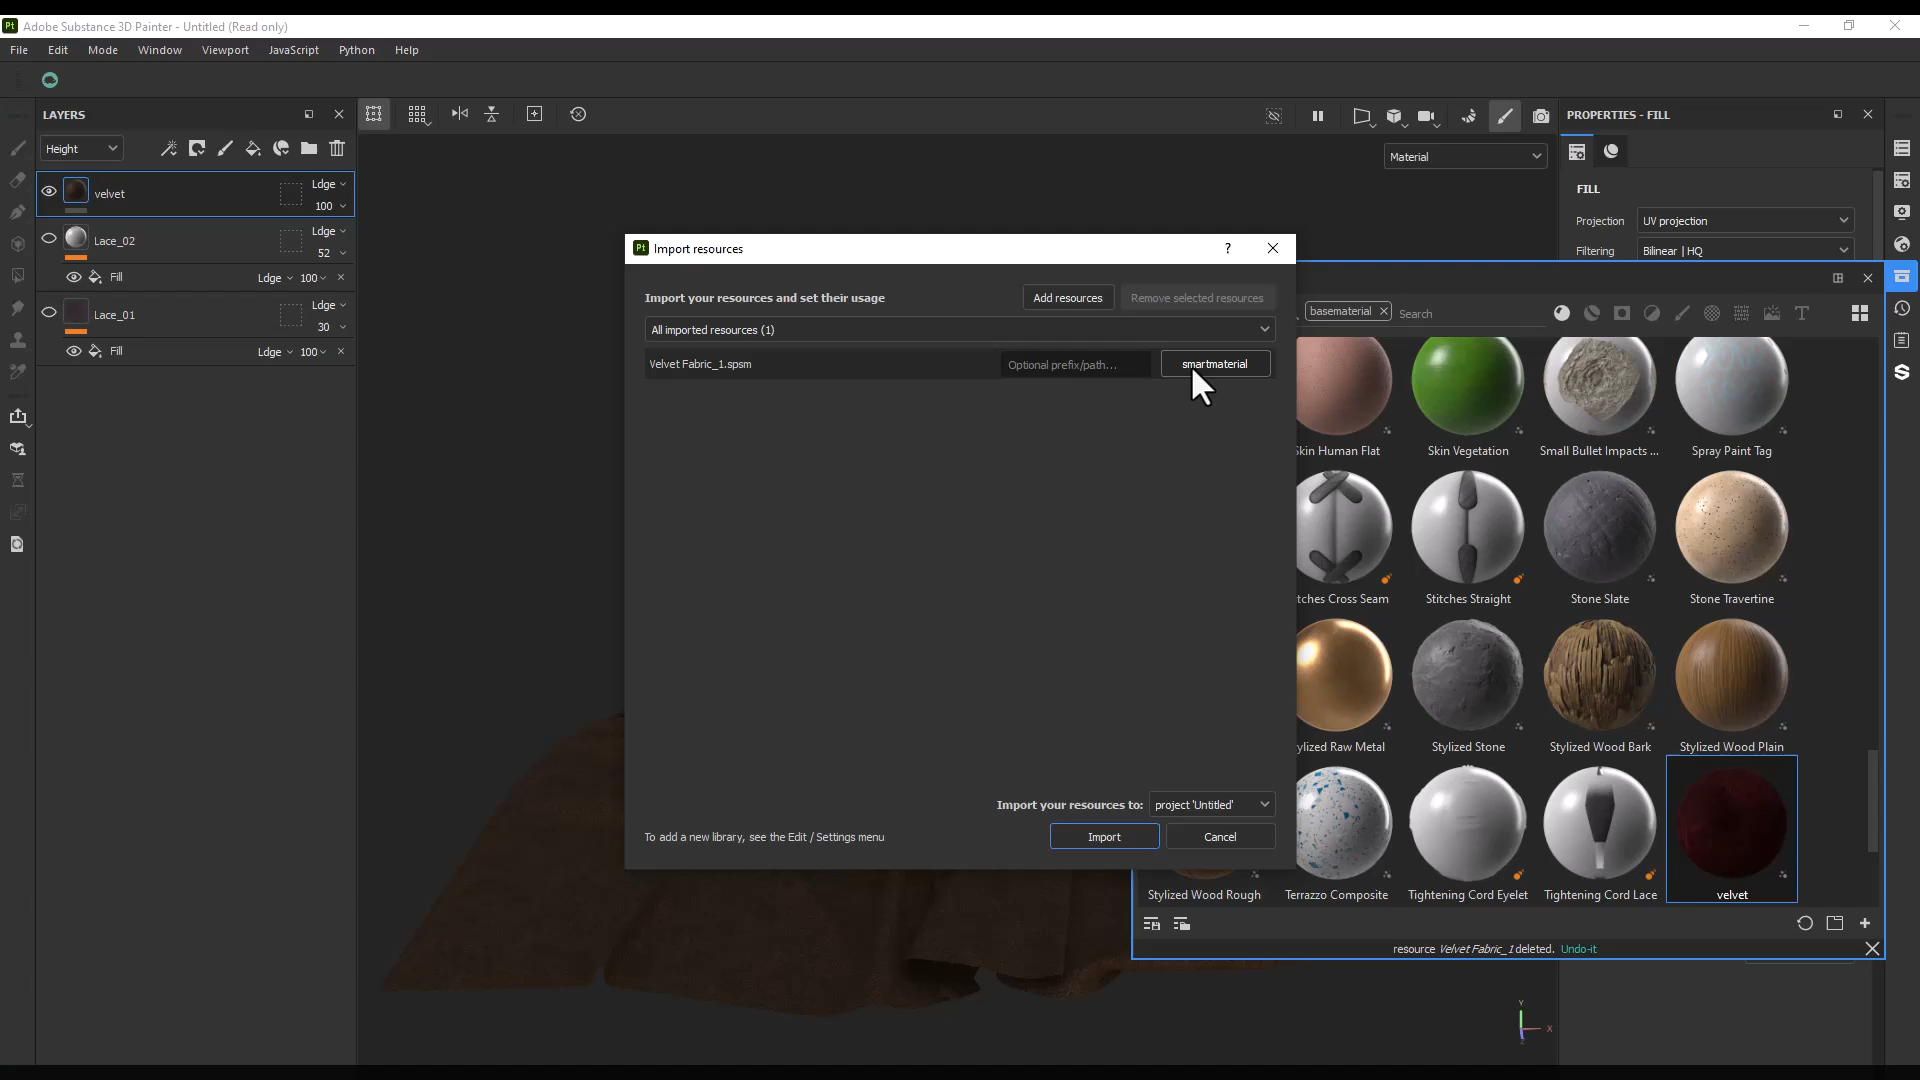 Pt Adobe Substance 3D Painter - Untitled (Read only)
File Edit Mode Window Viewport JavaScript Python Help
LAYERS
Height
velvet
Ldge
100
Lace_02
Ldge
52
Fill Ldge 100
Lace_01
Ldge
30
Fill Ldge 100
Material
PROPERTIES - FILL
FILL
Projection UV projection
Filtering Bilinear | HQ
Pt Import resources ?
Import your resources and set their usage Add resources Remove selected resources
All imported resources (1)
Velvet Fabric_1.spsm Optional prefix/path... smartmaterial
Import your resources to: project 'Untitled'
To add a new library, see the Edit / Settings menu Import Cancel
basematerial Search
Skin Human Flat Skin Vegetation Small Bullet Impacts ... Spray Paint Tag
tches Cross Seam Stitches Straight Stone Slate Stone Travertine
ylized Raw Metal Stylized Stone Stylized Wood Bark Stylized Wood Plain
Stylized Wood Rough Terrazzo Composite Tightening Cord Eyelet Tightening Cord Lace velvet
resource Velvet Fabric_1 deleted. Undo-it
Y
X
Z